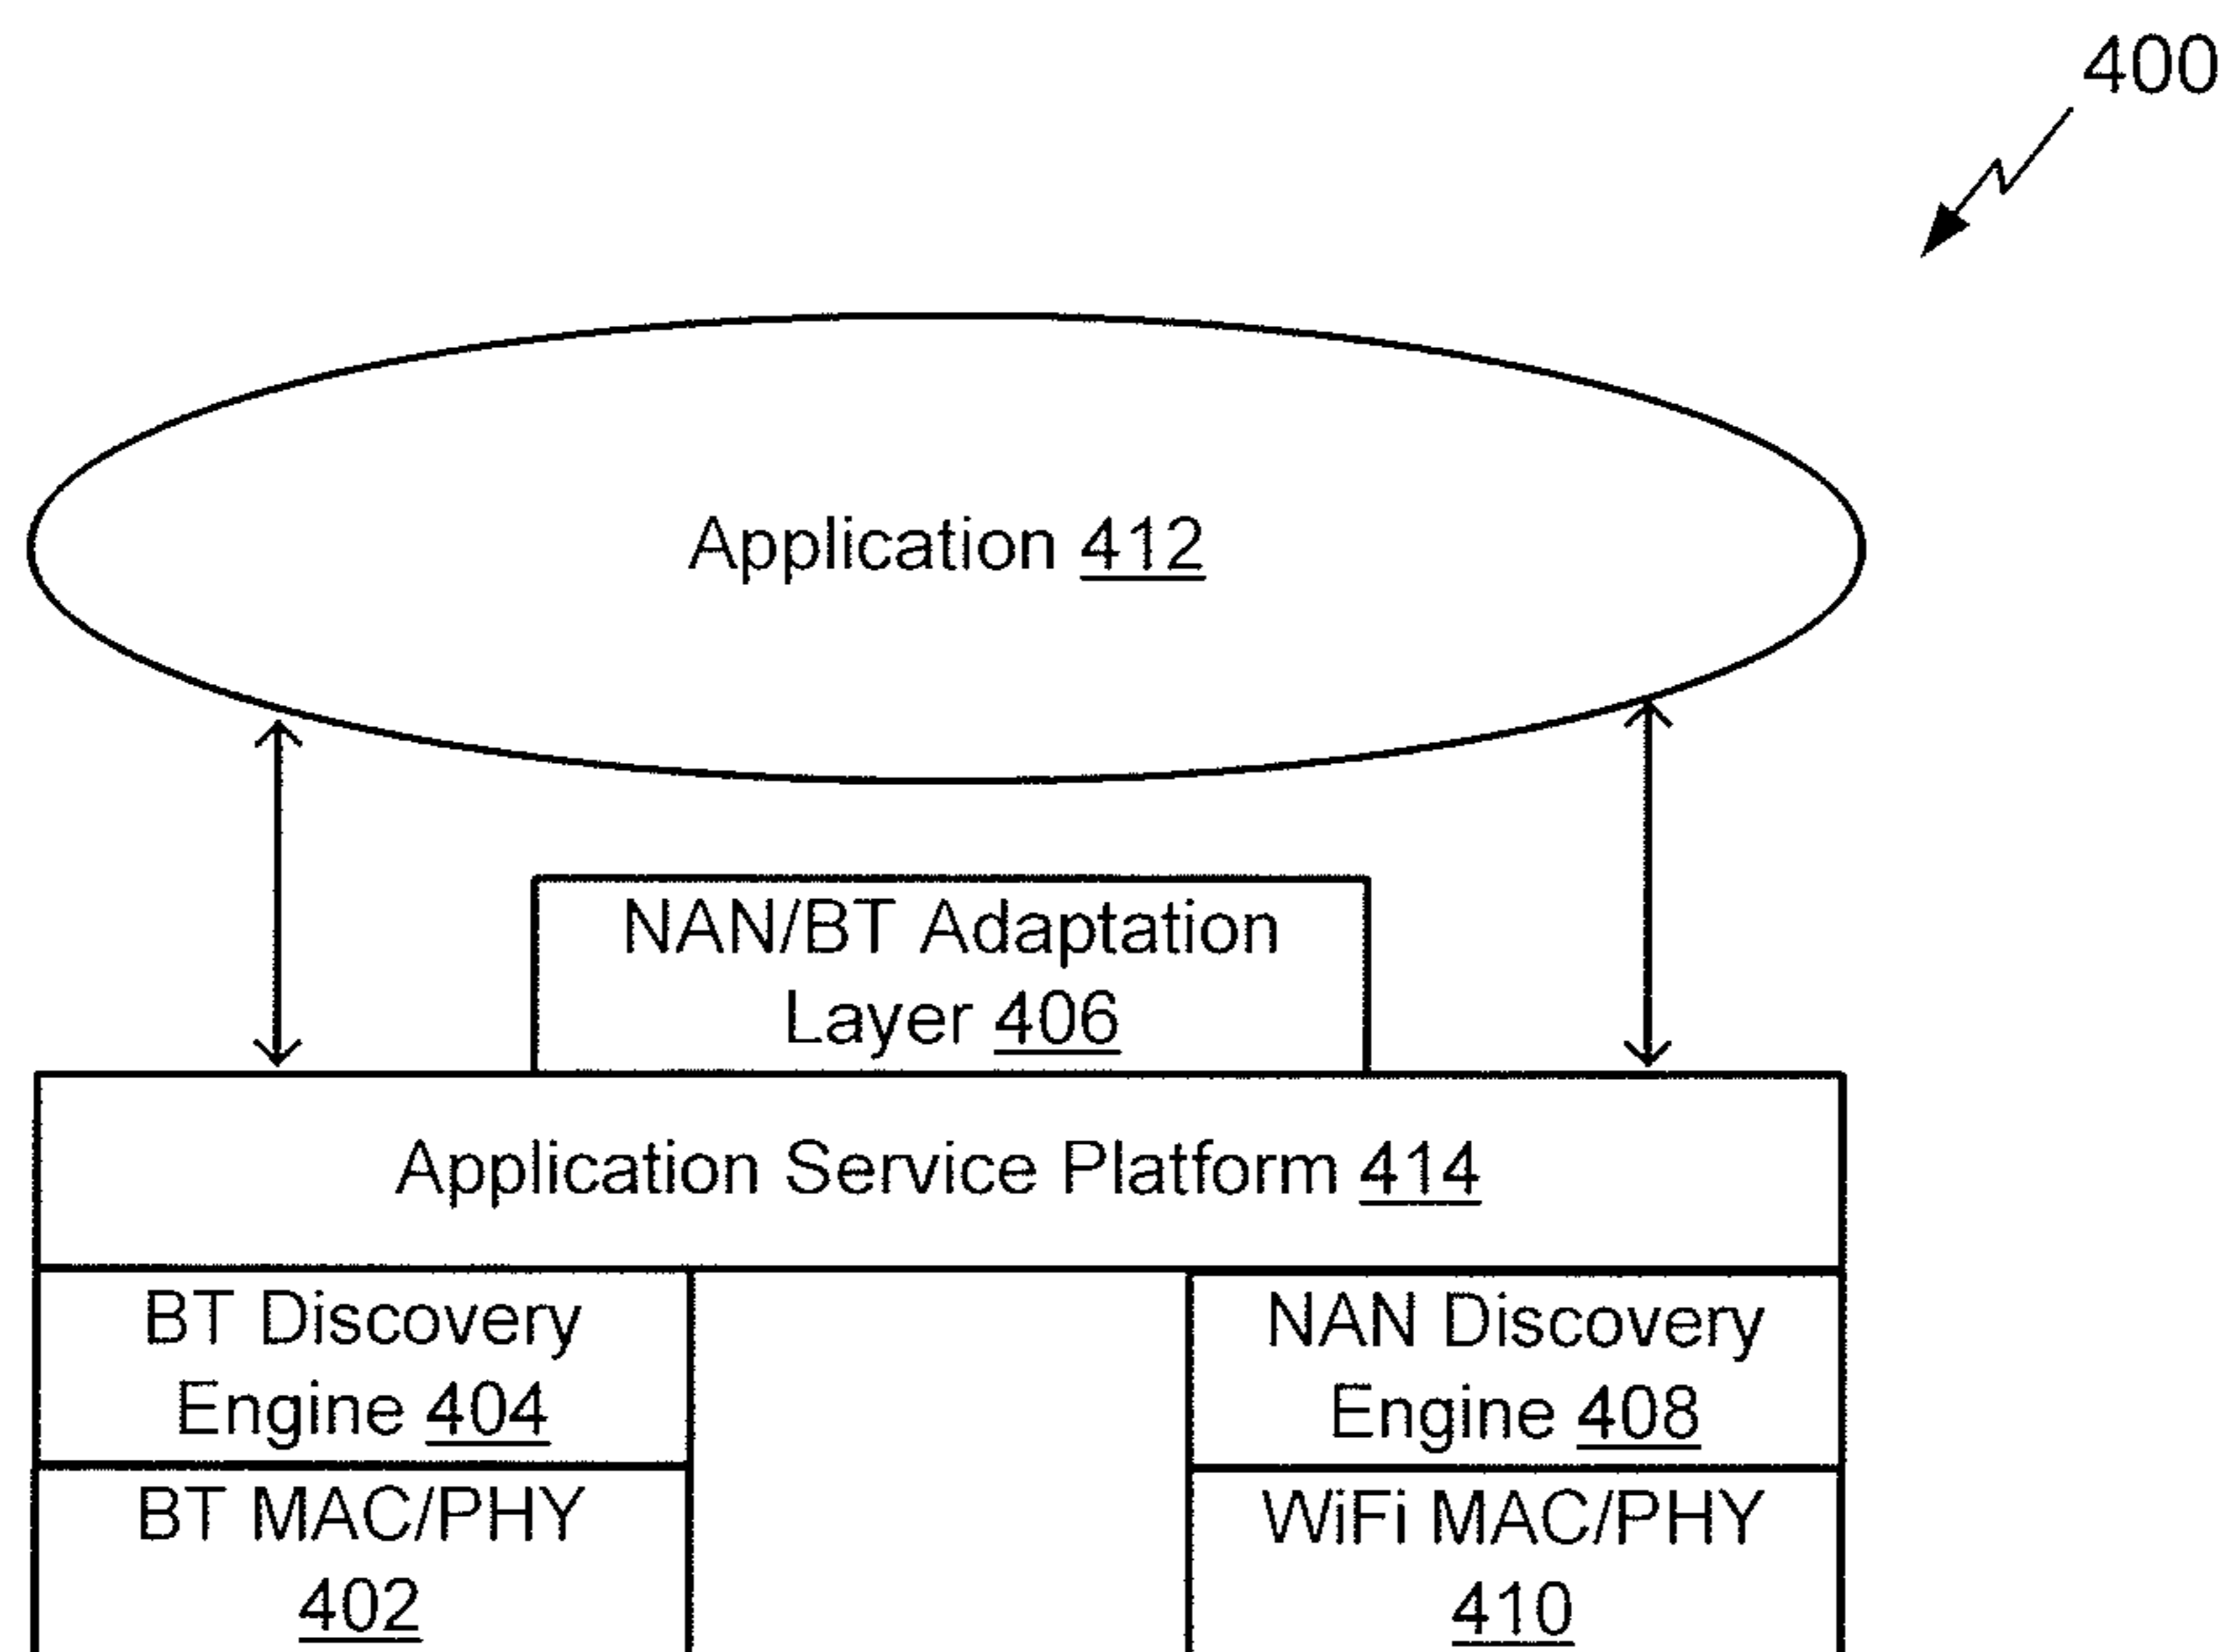 400
Application 412
NAN/BT Adaptation
Layer 406
Application Service Platform 414
BT Discovery
Engine 404
NAN Discovery
Engine 408
BT MAC/PHY
402
WiFi MAC/PHY
410